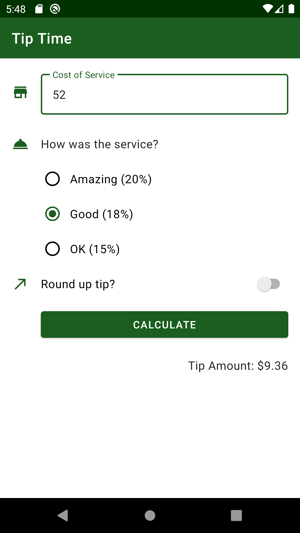 5:48
Tip Time
Cost of Service
52
How was the service?
Amazing (20%)
Good (18%)
OK (15%)
Round up tip?
CALCULATE
Tip Amount: $9.36